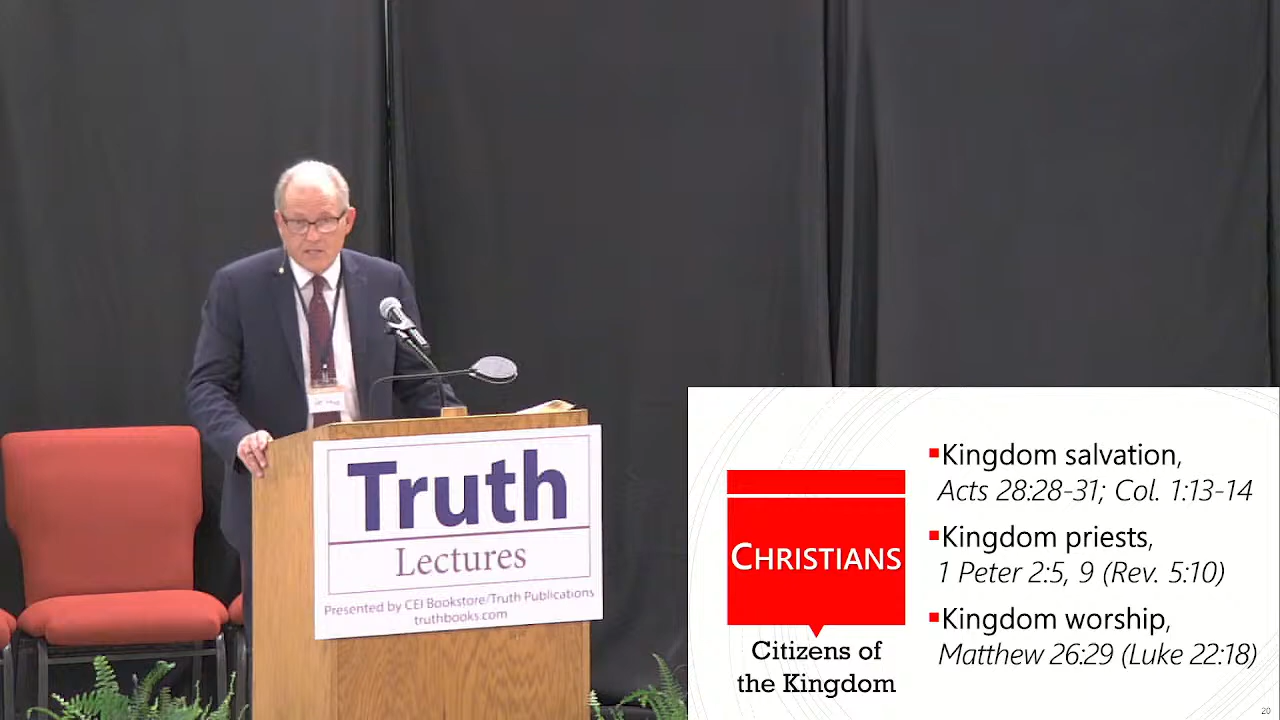 Truth
Lectures
Presented by CEI Bookstore/Truth Publications
truthbooks.com
CHRISTIANS
Citizens of
the Kingdom
▪Kingdom salvation,
Acts 28:28-31; Col. 1:13-14
▪Kingdom priests,
1 Peter 2:5, 9 (Rev. 5:10)
▪Kingdom worship,
Matthew 26:29 (Luke 22:18)
20